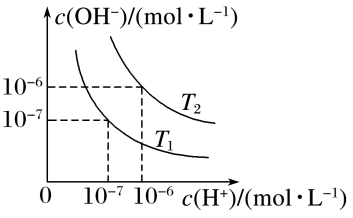 c(OH⁻)/(mol·L⁻¹)
10⁻⁶
T₂
10⁻⁷
T₁
0 10⁻⁷ 10⁻⁶ c(H⁺)/(mol·L⁻¹)